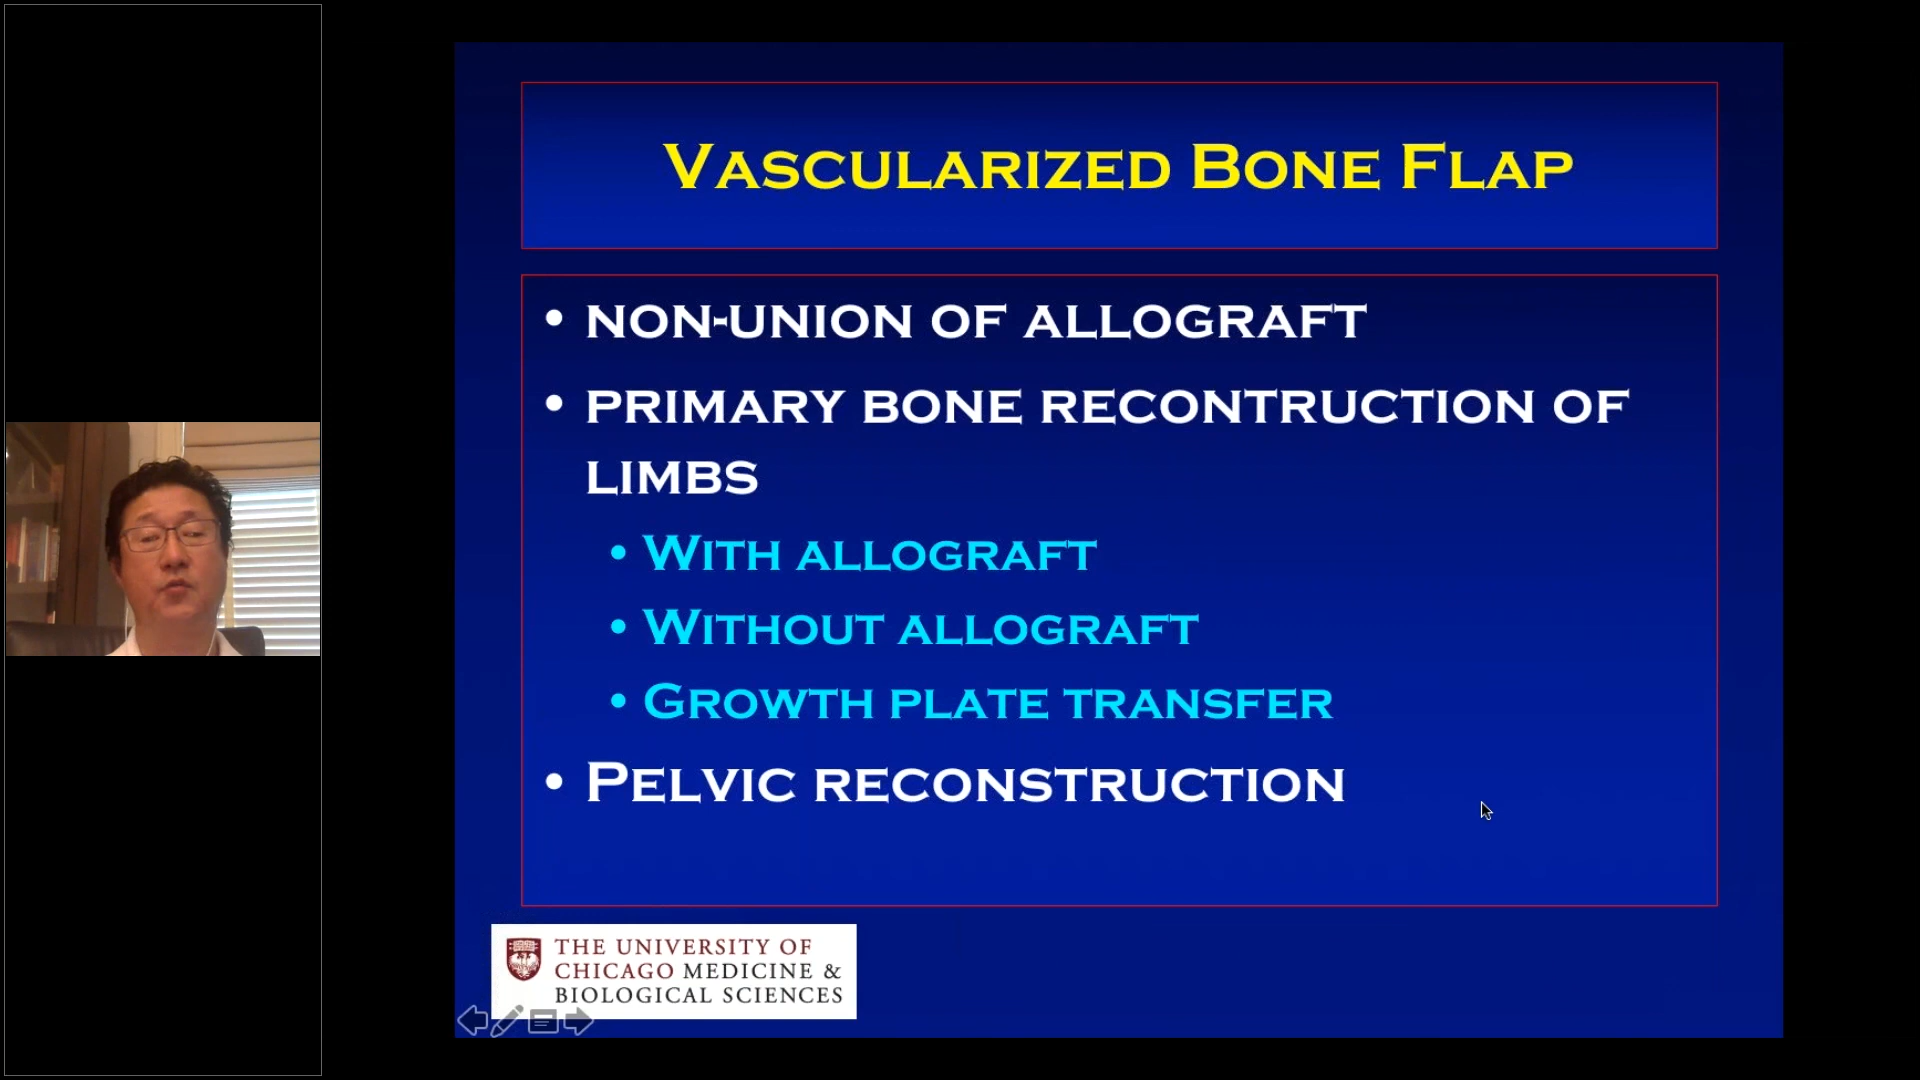 Vascularized Bone Flap
• non-union of allograft
• primary bone recontruction of
limbs
• With allograft
• Without allograft
• Growth plate transfer
• Pelvic reconstruction
THE UNIVERSITY OF
CHICAGO MEDICINE &
BIOLOGICAL SCIENCES